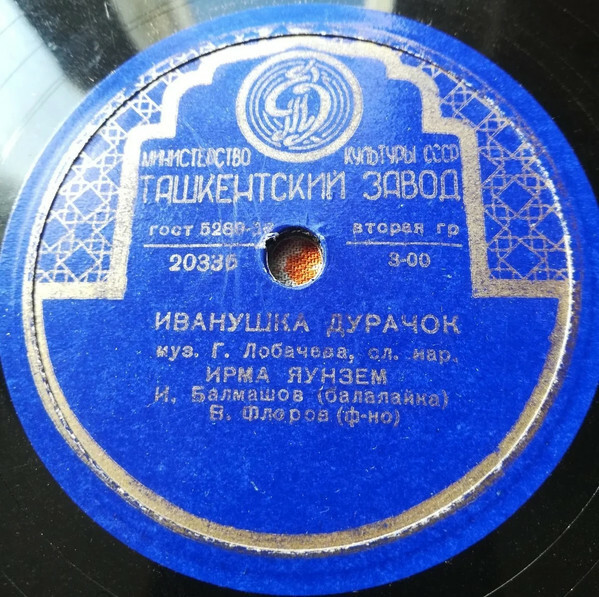 МИНИСТЕРСТВО КУЛЬТУРЫ СССР
ТАШКЕНТСКИЙ ЗАВОД
гост вторая гр
20335 3-00
ИВАНУШКА ДУРАЧОК
муз. Г. Лобачева, сл. нар.
ИРМА ЯУНЗЕМ
И. Балмашов (балалайка)
В. Флоров (ф-но)